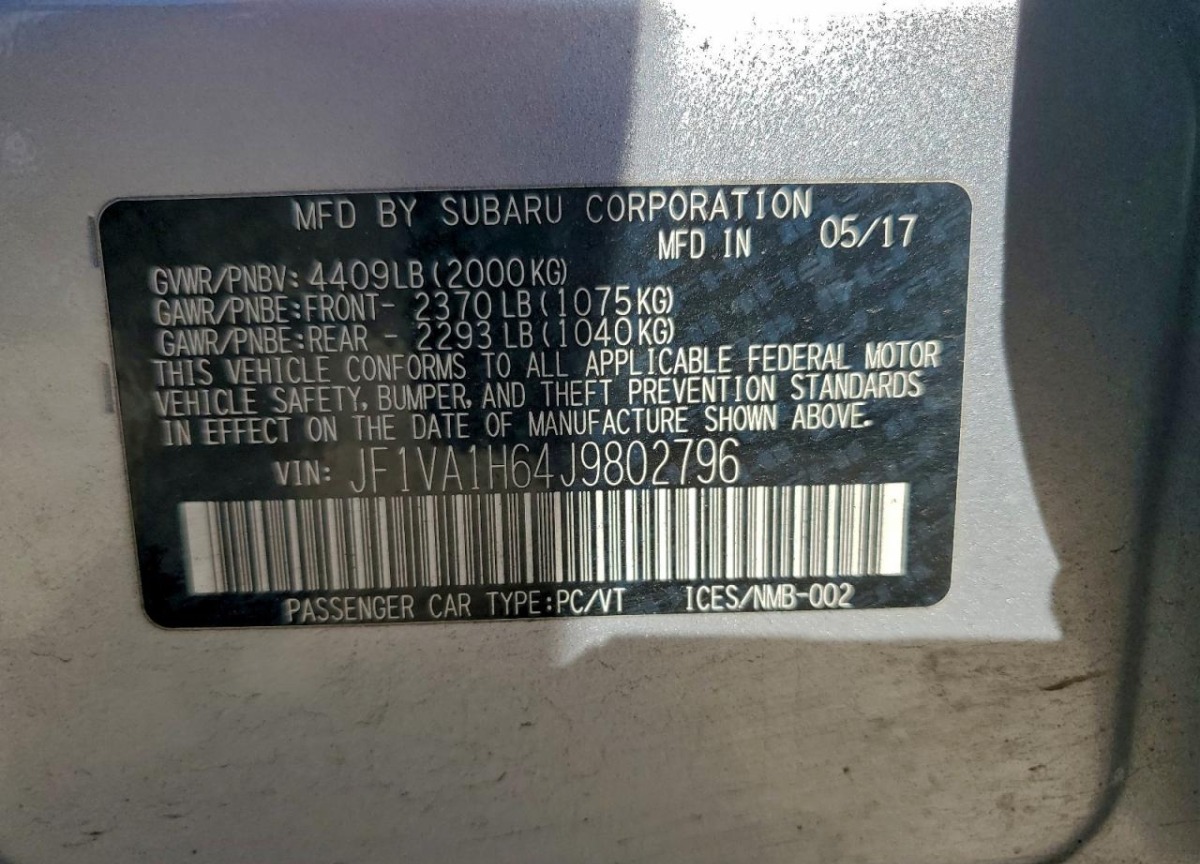 MFD BY SUBARU CORPORATION
MFD IN 05/17
GVWR/PNBV: 4409LB(2000KG)
GAWR/PNBE:FRONT- 2370LB(1075KG)
GAWR/PNBE:REAR - 2293LB(1040KG)
THIS VEHICLE CONFORMS TO ALL APPLICABLE FEDERAL MOTOR
VEHICLE SAFETY, BUMPER, AND THEFT PREVENTION STANDARDS
IN EFFECT ON THE DATE OF MANUFACTURE SHOWN ABOVE.
VIN: JF1VA1H64J9802796
PASSENGER CAR TYPE:PC/VT ICES/NMB-002